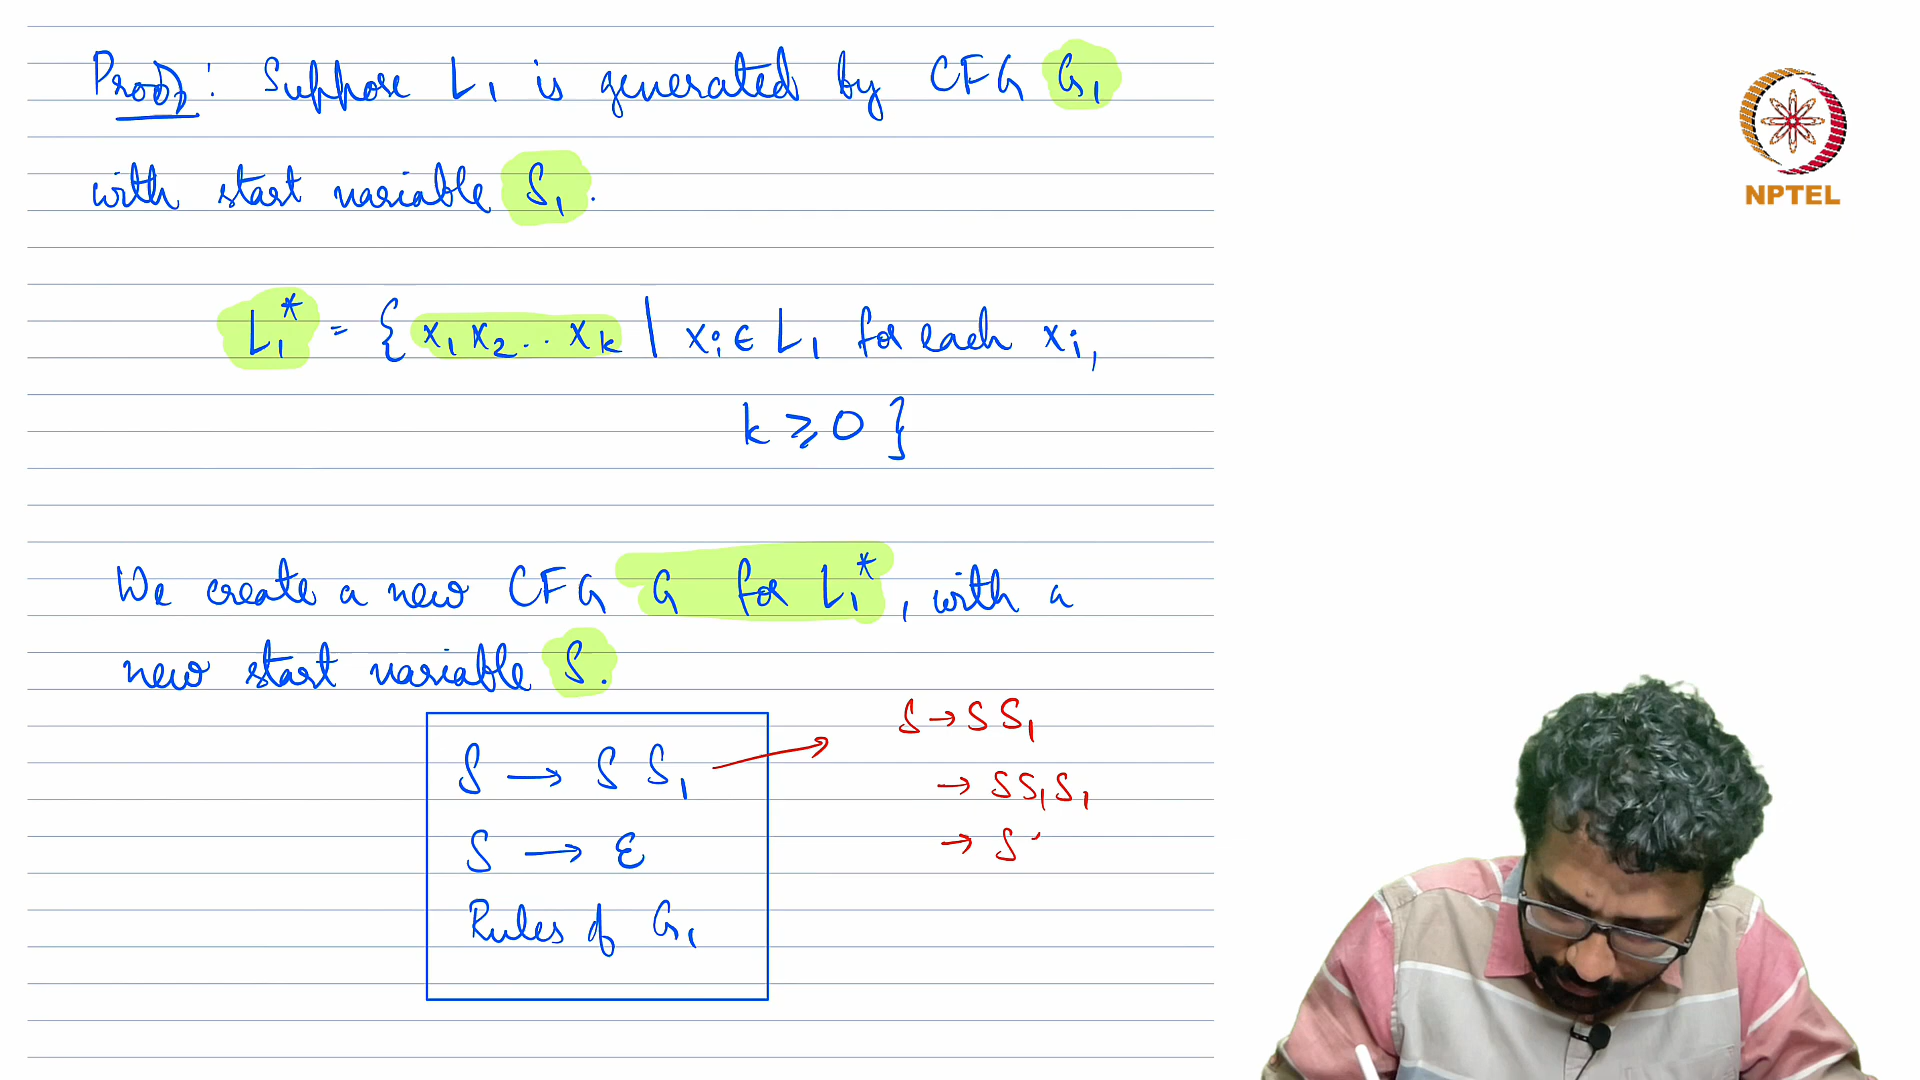 Proof: Suppose L₁ is generated by CFG G₁
with start variable S₁.
L₁* = { x₁ x₂ .. xₖ | xᵢ ∈ L₁ for each xᵢ,
k ⩾ 0 }
We create a new CFG G for L₁*, with a
new start variable S.
S → S S₁
S → ε
Rules of G₁
S → S S₁
→ S S₁ S₁
→ S
NPTEL